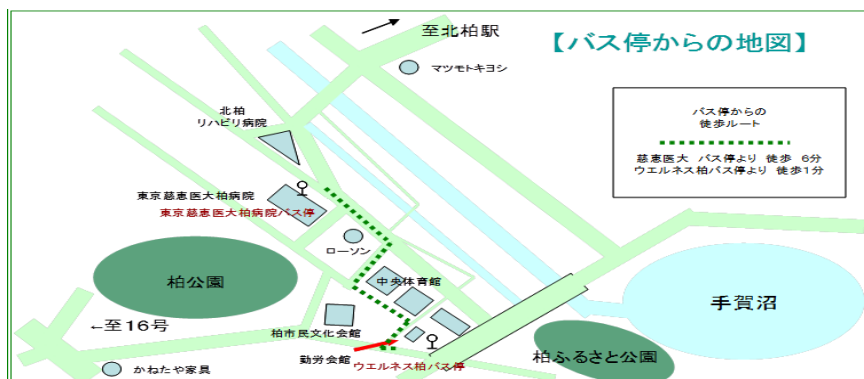 至北柏駅
【バス停からの地図】
マツモトキヨシ
北柏
リハビリ病院
バス停からの
徒歩ルート
慈恵医大 バス停より 徒歩 6分
ウエルネス柏バス停より 徒歩1分
東京慈恵医大柏病院
東京慈恵医大柏病院バス停
ローソン
中央体育館
柏公園
手賀沼
←至16号
柏市民文化会館
勤労会館
ウエルネス柏バス停
柏ふるさと公園
かねたや家具